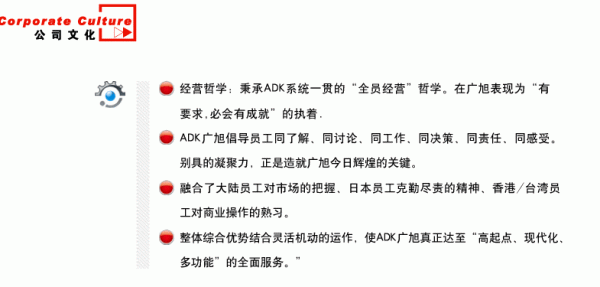 Corporate Culture
公司文化
经营哲学：秉承ADK系统一贯的“全员经营”哲学。在广旭表现为“有
要求,必会有成就”的执着.
ADK广旭倡导员工同了解、同讨论、同工作、同决策、同责任、同感受。
别具的凝聚力，正是造就广旭今日辉煌的关键。
融合了大陆员工对市场的把握、日本员工克勤尽责的精神、香港/台湾员
工对商业操作的熟习。
整体综合优势结合灵活机动的运作，使ADK广旭真正达至“高起点、现代化、
多功能”的全面服务。”